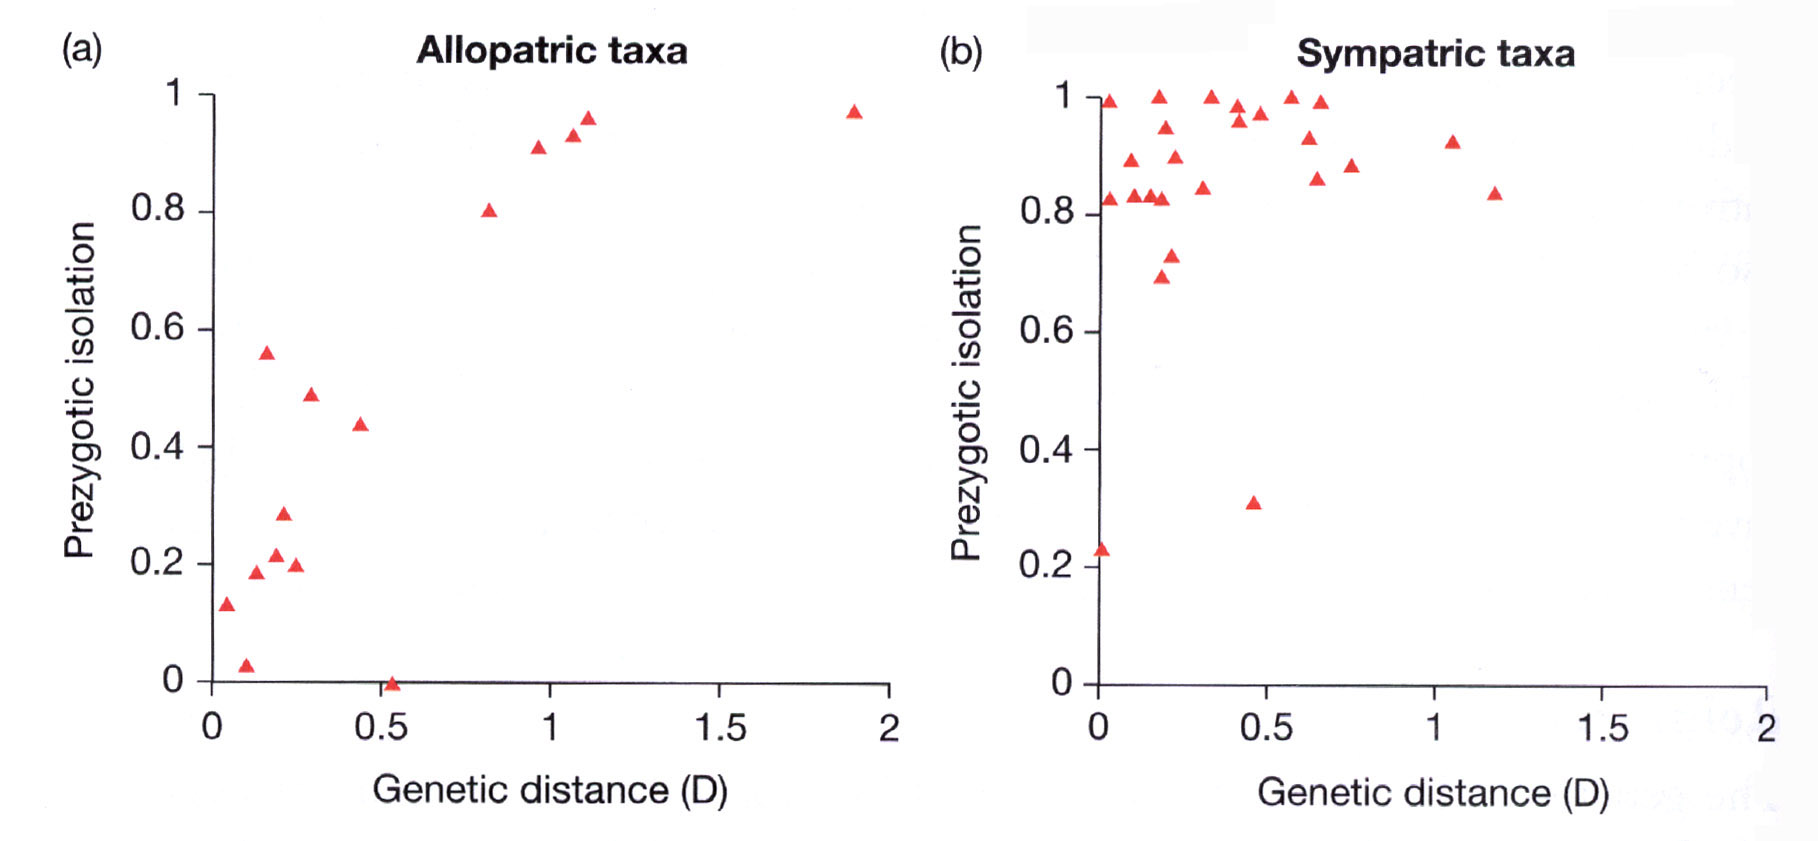 (a)
Allopatric taxa
1
0.8
0.6
0.4
0.2
0
Prezygotic isolation
0 0.5 1 1.5 2
Genetic distance (D)
(b)
Sympatric taxa
1
0.8
0.6
0.4
0.2
0
Prezygotic isolation
0 0.5 1 1.5 2
Genetic distance (D)